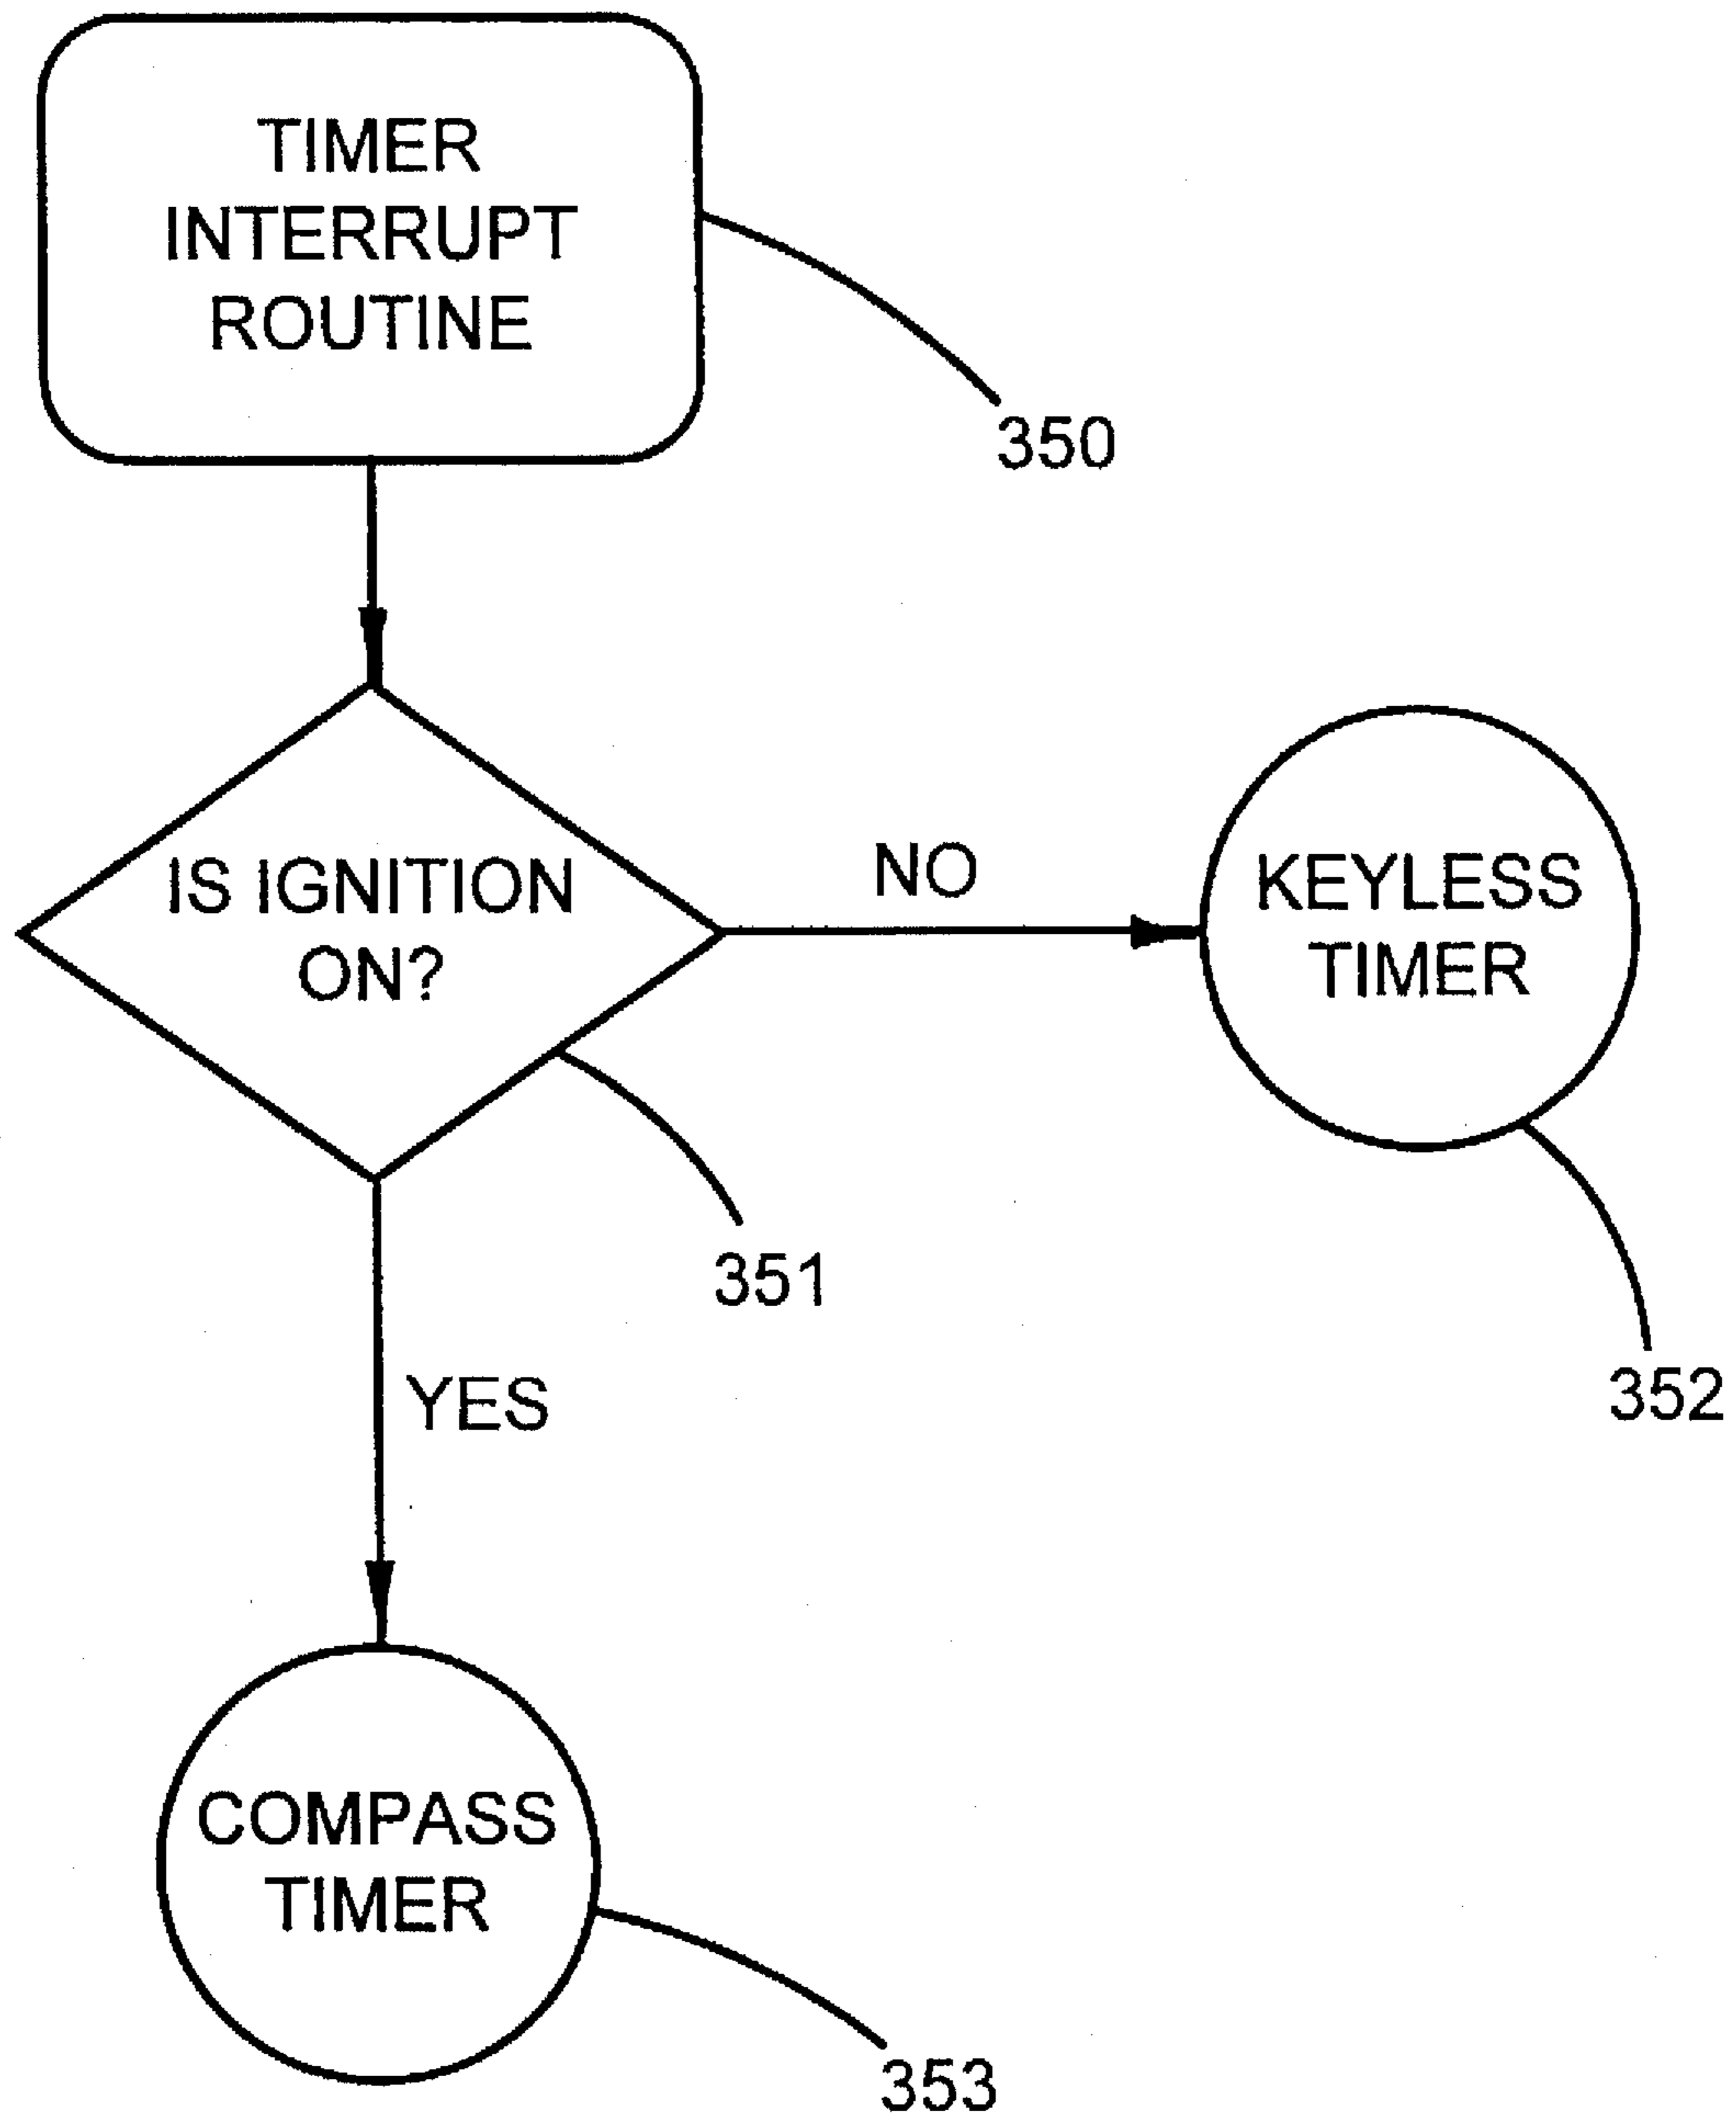 TIMER
INTERRUPT
ROUTINE
350
IS IGNITION
ON?
NO
KEYLESS
TIMER
351
352
YES
COMPASS
TIMER
353